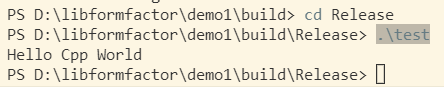 PS D:\libformfactor\demo1\build> cd Release
PS D:\libformfactor\demo1\build\Release> .\test
Hello Cpp World
PS D:\libformfactor\demo1\build\Release>